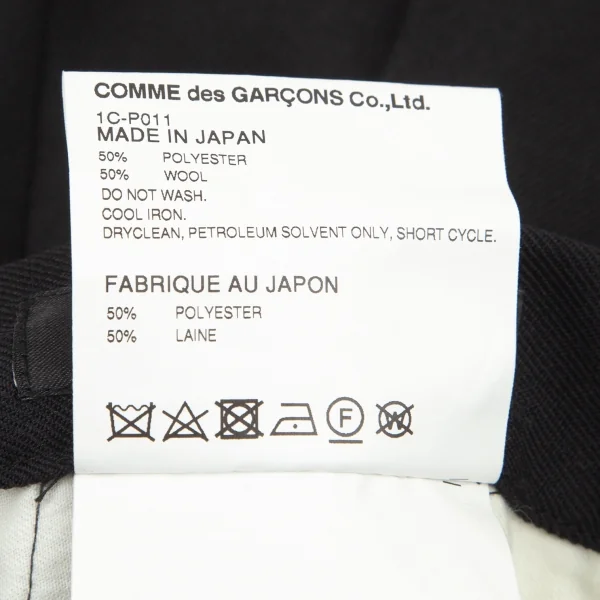 COMME des GARÇONS Co.,Ltd.
1C-P011
MADE IN JAPAN
50% POLYESTER
50% WOOL
DO NOT WASH.
COOL IRON.
DRYCLEAN, PETROLEUM SOLVENT ONLY, SHORT CYCLE.
FABRIQUE AU JAPON
50% POLYESTER
50% LAINE
F W